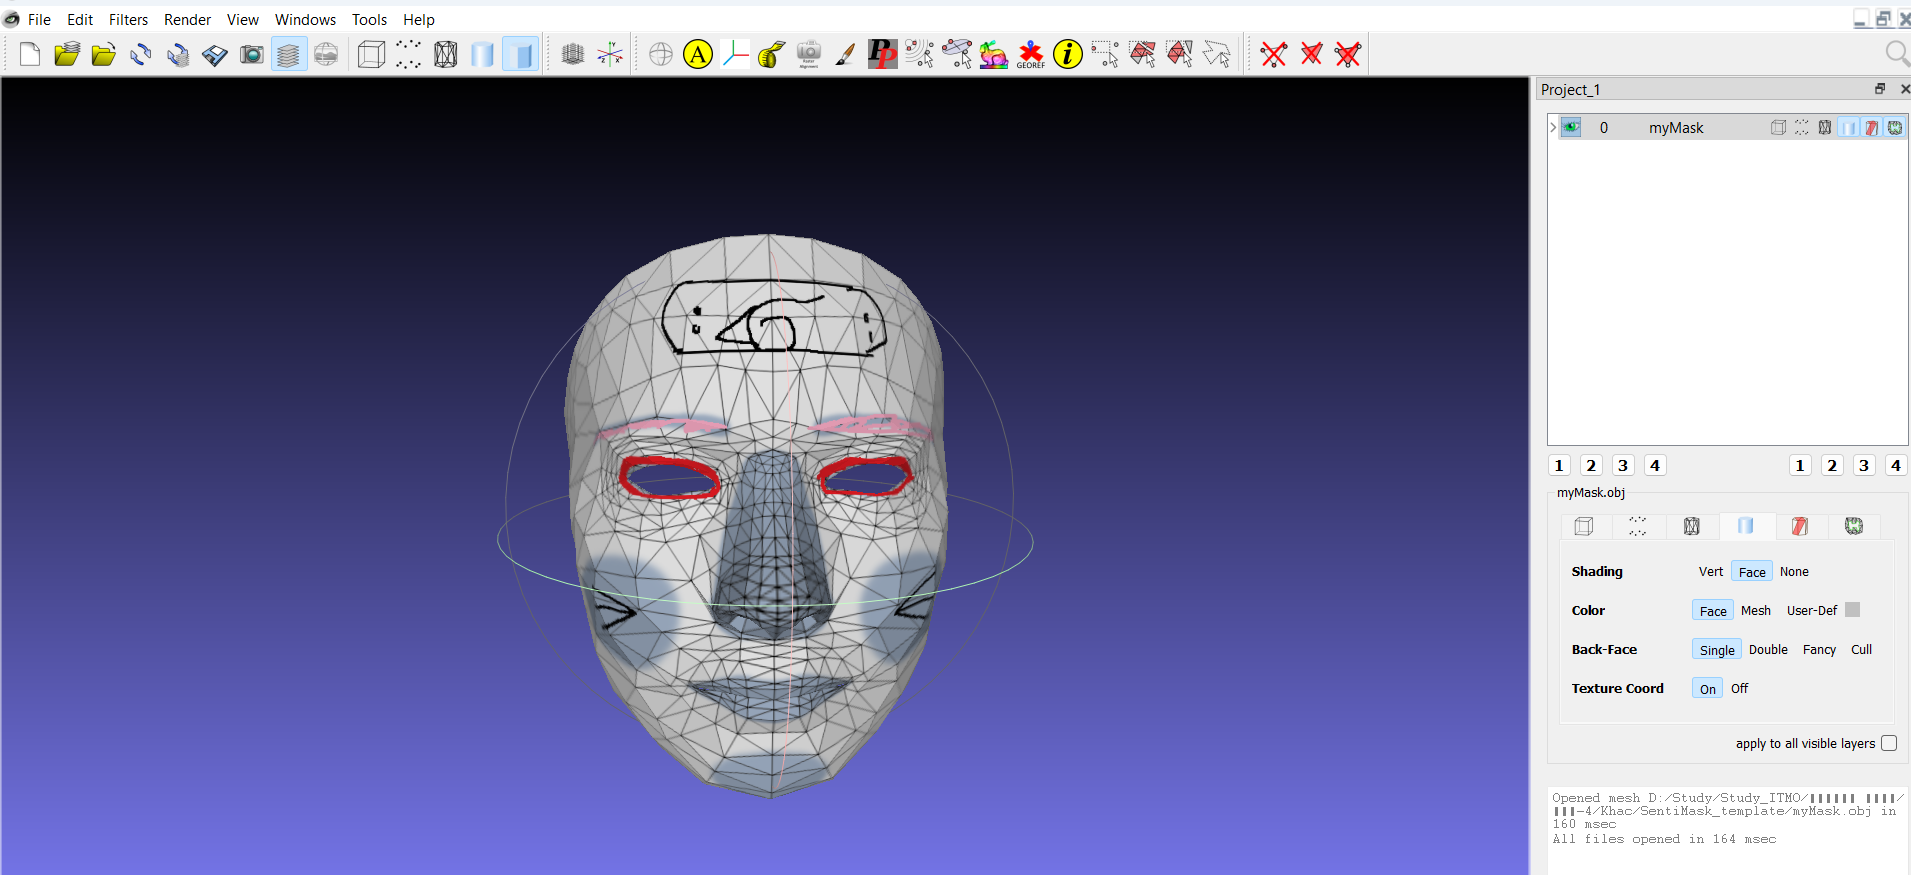 File Edit Filters Render View Windows Tools Help
A PP GEOREF i
Project_1
0 myMask
1 2 3 4 1 2 3 4
myMask.obj
Shading Vert Face None
Color Face Mesh User-Def
Back-Face Single Double Fancy Cull
Texture Coord On Off
apply to all visible layers
Opened mesh D:/Study/Study_ITMO/
-4/Khac/SentiMask_template/myMask.obj in
160 msec
All files opened in 164 msec